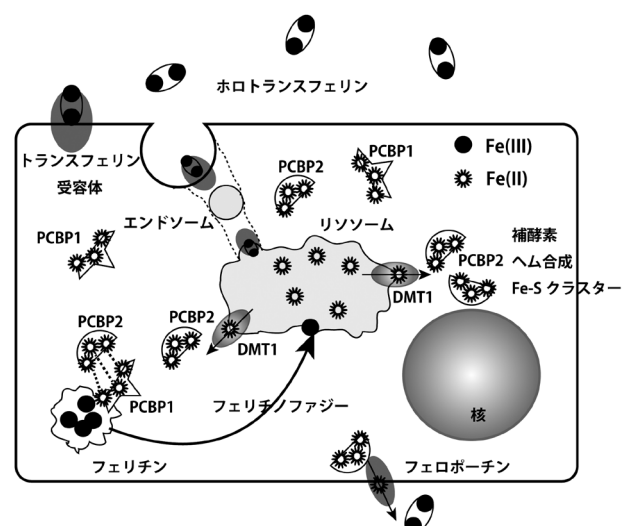 ホロトランスフェリン
トランスフェリン
受容体
エンドソーム
リソソーム
PCBP2
PCBP1
Fe(III)
Fe(II)
PCBP1
補酵素
PCBP2 ヘム合成
Fe-S クラスター
DMT1
PCBP2
PCBP2
DMT1
PCBP1
フェリチノファジー
核
フェリチン
フェロポーチン